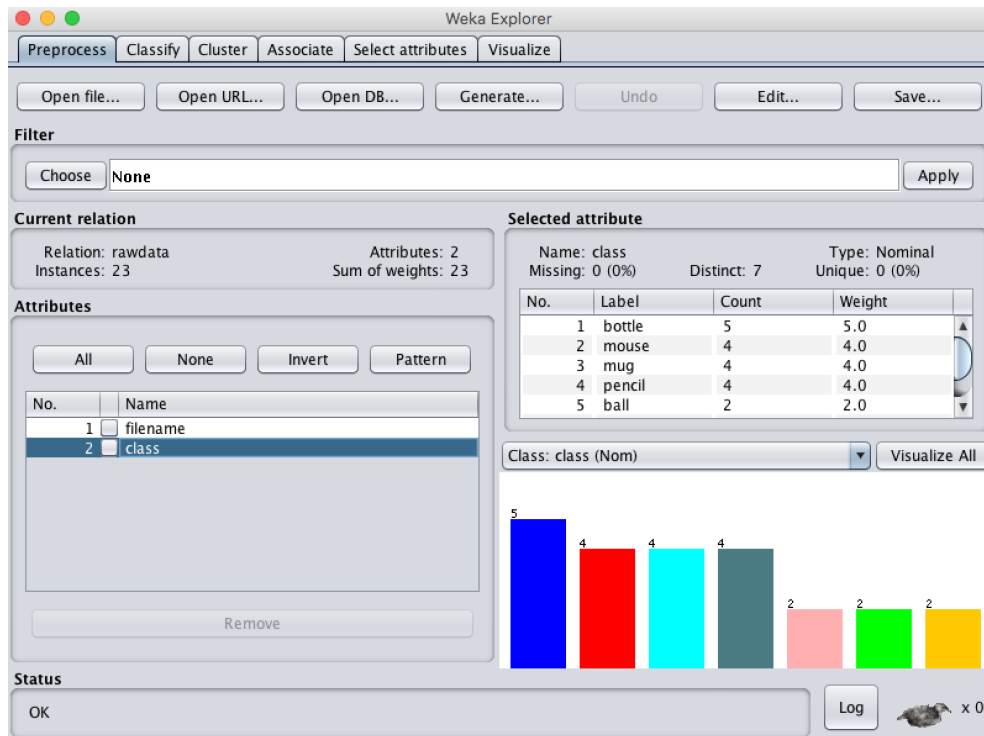 Weka Explorer
Preprocess Classify Cluster Associate Select attributes Visualize
Open file... Open URL... Open DB... Generate... Undo Edit... Save...
Filter
Choose None Apply
Current relation
Relation: rawdata Attributes: 2
Instances: 23 Sum of weights: 23
Attributes
All None Invert Pattern
No. Name
1 filename
2 class
Remove
Selected attribute
Name: class Type: Nominal
Missing: 0 (0%) Distinct: 7 Unique: 0 (0%)
No. Label Count Weight
1 bottle 5 5.0
2 mouse 4 4.0
3 mug 4 4.0
4 pencil 4 4.0
5 ball 2 2.0
Class: class (Nom) Visualize All
5 4 4 4 2 2 2
Status
OK Log x 0